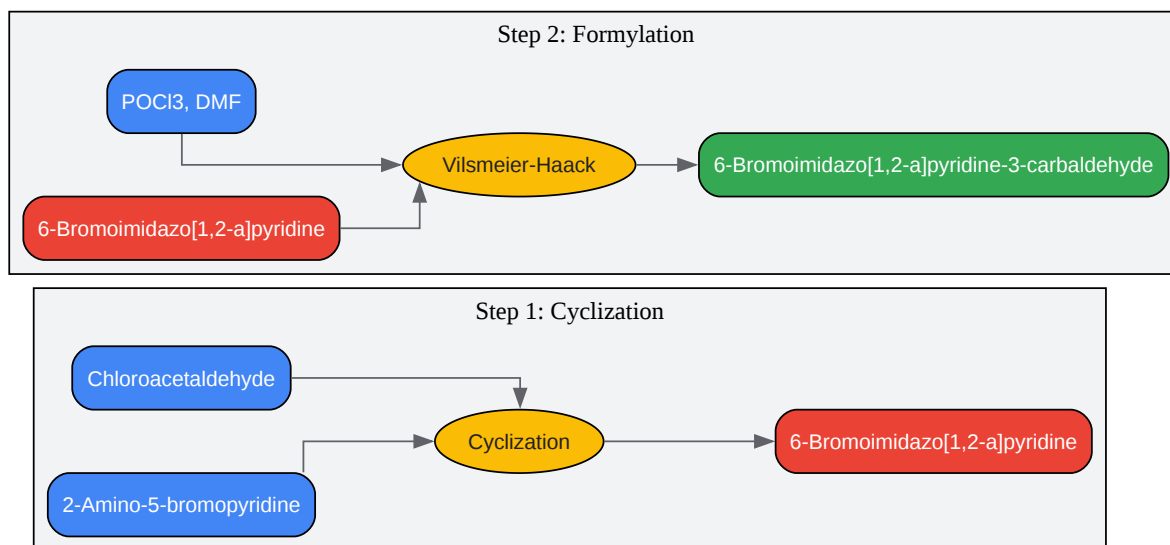 Step 2: Formylation
POCl3, DMF
Vilsmeier-Haack
6-Bromoimidazo[1,2-a]pyridine-3-carbaldehyde
6-Bromoimidazo[1,2-a]pyridine
Step 1: Cyclization
Chloroacetaldehyde
Cyclization
6-Bromoimidazo[1,2-a]pyridine
2-Amino-5-bromopyridine